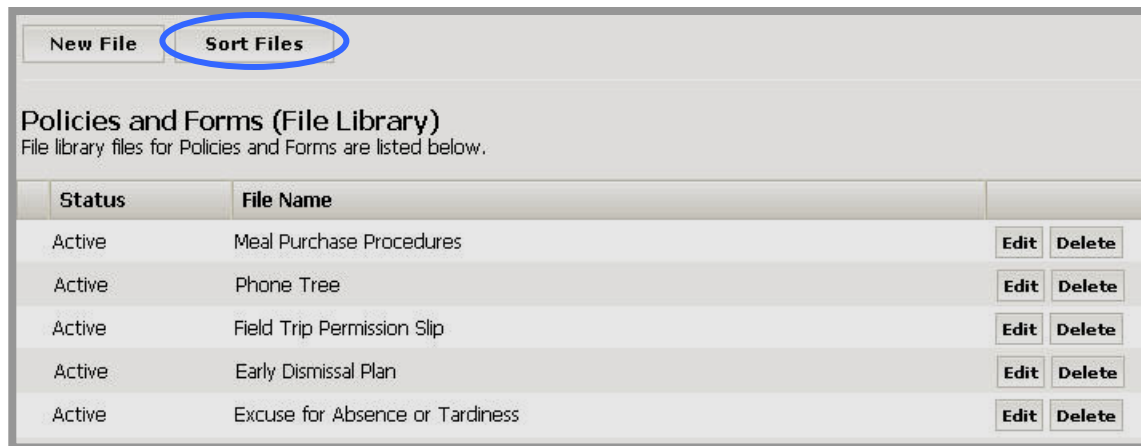 New File Sort Files
Policies and Forms (File Library)
File library files for Policies and Forms are listed below.
Status File Name
Active Meal Purchase Procedures Edit Delete
Active Phone Tree Edit Delete
Active Field Trip Permission Slip Edit Delete
Active Early Dismissal Plan Edit Delete
Active Excuse for Absence or Tardiness Edit Delete